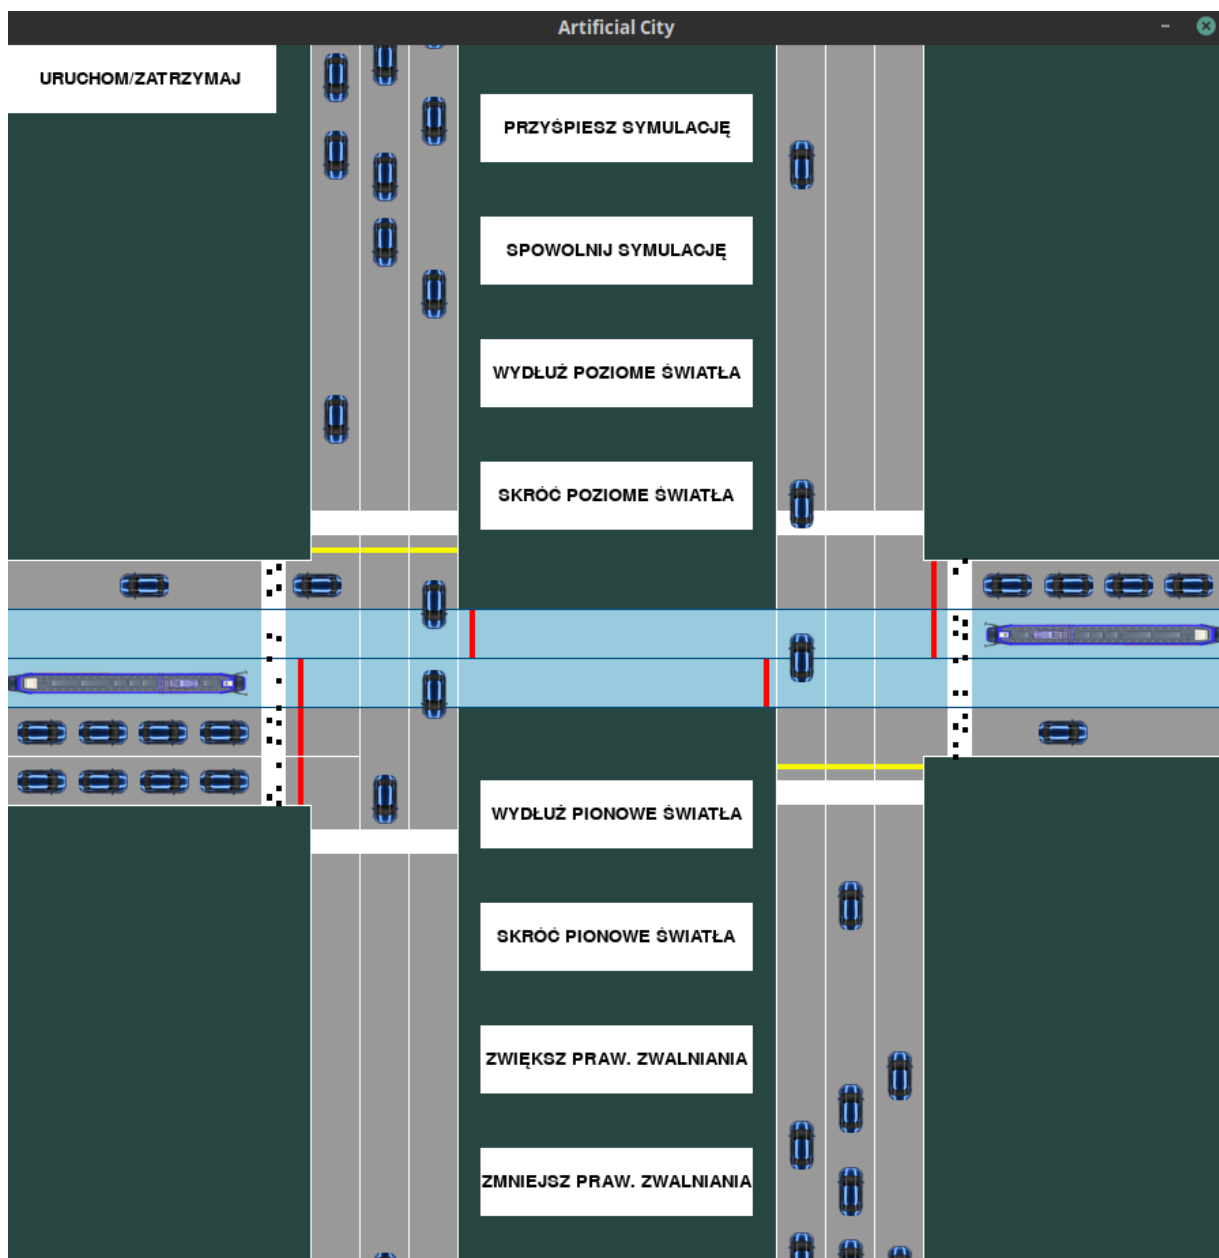 Artificial City
URUCHOM/ZATRZYMAJ
PRZYŚPIESZ SYMULACJĘ
SPOWOLNIJ SYMULACJĘ
WYDŁUŻ POZIOME ŚWIATŁA
SKRÓĆ POZIOME ŚWIATŁA
WYDŁUŻ PIONOWE ŚWIATŁA
SKRÓĆ PIONOWE ŚWIATŁA
ZWIĘKSZ PRAW. ZWALNIANIA
ZMNIEJSZ PRAW. ZWALNIANIA